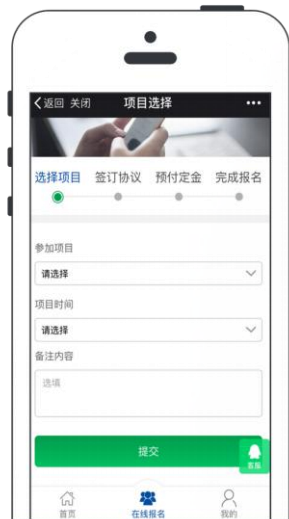 返回 关闭 项目选择
选择项目 签订协议 预付定金 完成报名
参加项目
请选择
项目时间
请选择
备注内容
选填
提交
客服
首页 在线报名 我的